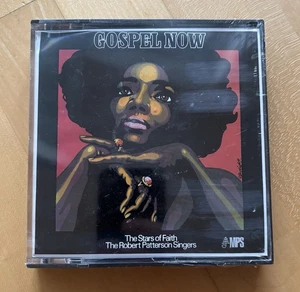 GOSPEL NOW
The Stars of Faith
The Robert Patterson Singers
MPS